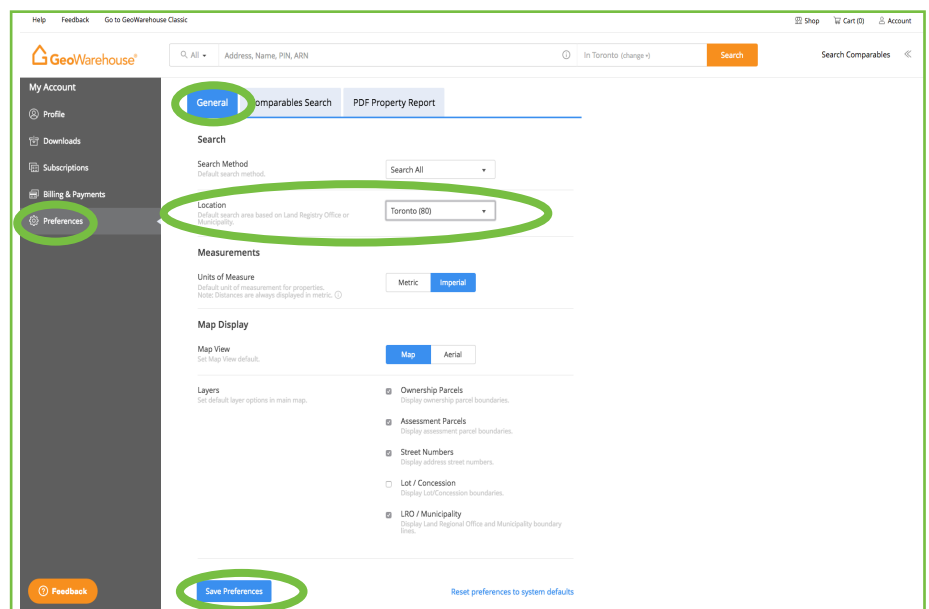 Help Feedback Go to GeoWarehouse Classic
Shop Cart (0) Account
GeoWarehouse®
All Address, Name, PIN, ARN In Toronto (change) Search
Search Comparables
My Account
Profile
Downloads
Subscriptions
Billing & Payments
Preferences
General Comparables Search PDF Property Report
Search
Search Method
Default search method.
Search All
Location
Default search area based on Land Registry Office or
Municipality.
Toronto (80)
Measurements
Units of Measure
Default unit of measurement for properties.
Note: Distances are always displayed in metric.
Metric Imperial
Map Display
Map View
Set Map View default.
Map Aerial
Layers
Set default layer options in main map.
Ownership Parcels
Display ownership parcel boundaries.
Assessment Parcels
Display assessment parcel boundaries.
Street Numbers
Display address street numbers.
Lot / Concession
Display Lot/Concession boundaries.
LRO / Municipality
Display Land Regional Office and Municipality boundary
lines.
Feedback
Save Preferences
Reset preferences to system defaults